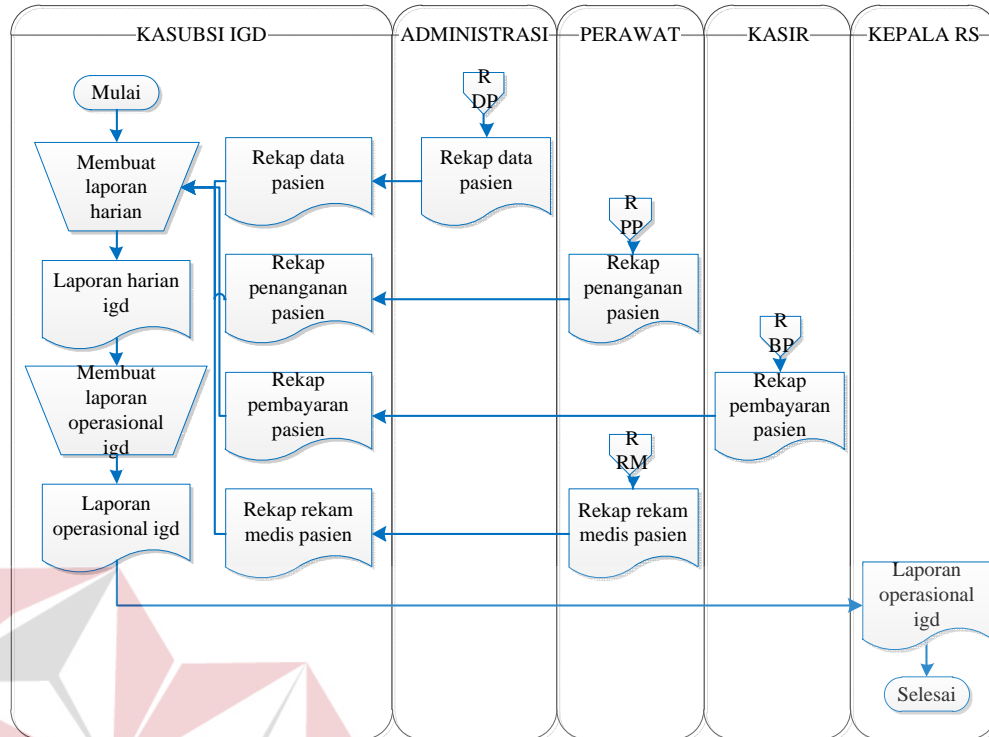 KASUBSI IGD
ADMINISTRASI
PERAWAT
KASIR
KEPALA RS
Mulai
Membuat
laporan
harian
Laporan harian
igd
Membuat
laporan
operasional
igd
Laporan
operasional igd
Rekap data
pasien
Rekap
penanganan
pasien
Rekap
pembayaran
pasien
Rekap rekam
medis pasien
R
DP
Rekap data
pasien
R
PP
Rekap
penanganan
pasien
R
RM
Rekap rekam
medis pasien
R
BP
Rekap
pembayaran
pasien
Laporan
operasional
igd
Selesai